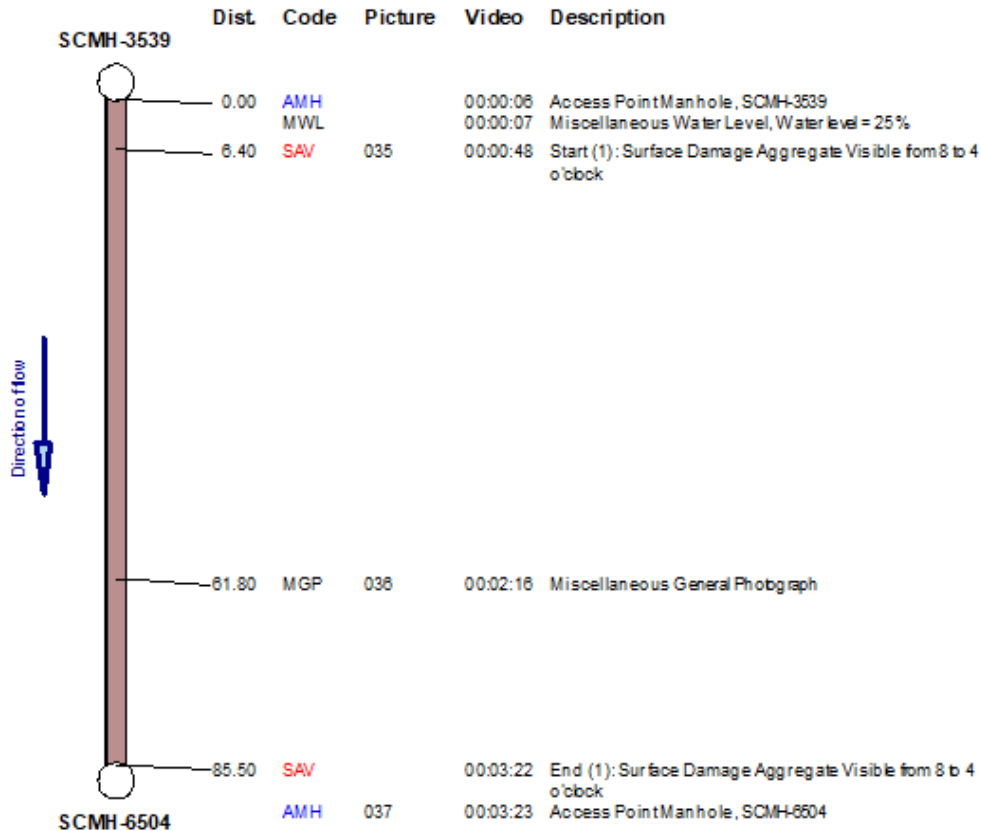 Dist. Code Picture Video Description
SCMH-3539
0.00 AMH 00:00:06 Access Point Manhole, SCMH-3539
MWL 00:00:07 Miscellaneous Water Level, Water level = 25%
6.40 SAV 035 00:00:48 Start (1): Surface Damage Aggregate Visible from 8 to 4
o'clock
Direction of flow
61.80 MGP 036 00:02:16 Miscellaneous General Photograph
85.50 SAV 00:03:22 End (1): Surface Damage Aggregate Visible from 8 to 4
o'clock
AMH 037 00:03:23 Access Point Manhole, SCMH-6504
SCMH-6504